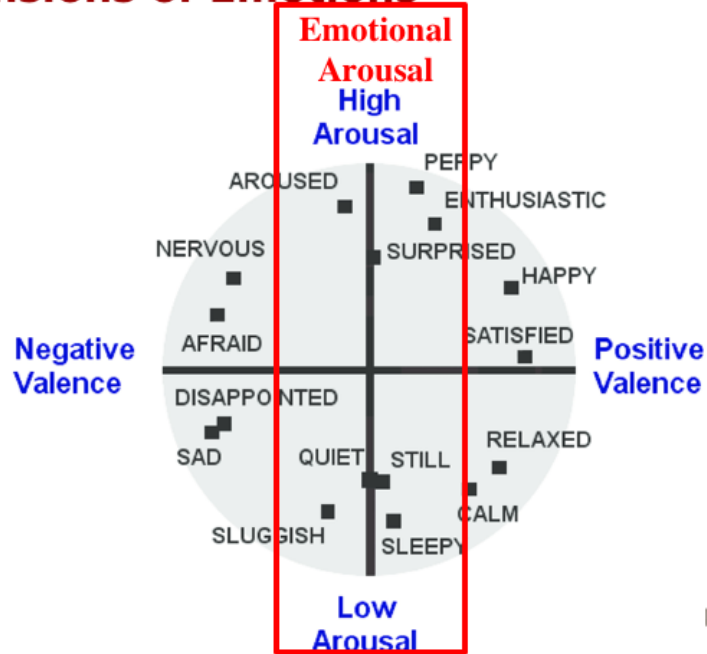 Emotional
Arousal
High
Arousal
PEPPY
AROUSED
ENTHUSIASTIC
NERVOUS
SURPRISED
HAPPY
AFRAID
SATISFIED
Negative
Valence
Positive
Valence
DISAPPOINTED
SAD
QUIET
STILL
RELAXED
SLUGGISH
SLEEPY
CALM
Low
Arousal